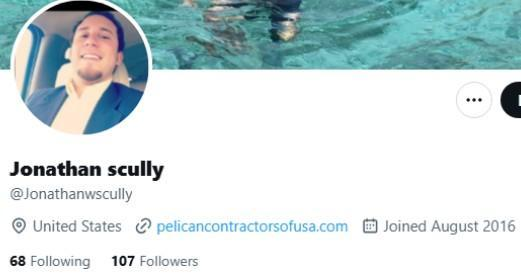 Jonathan scully
@Jonathanwscully
United States pelicancontractorsofusa.com Joined August 2016
68 Following 107 Followers